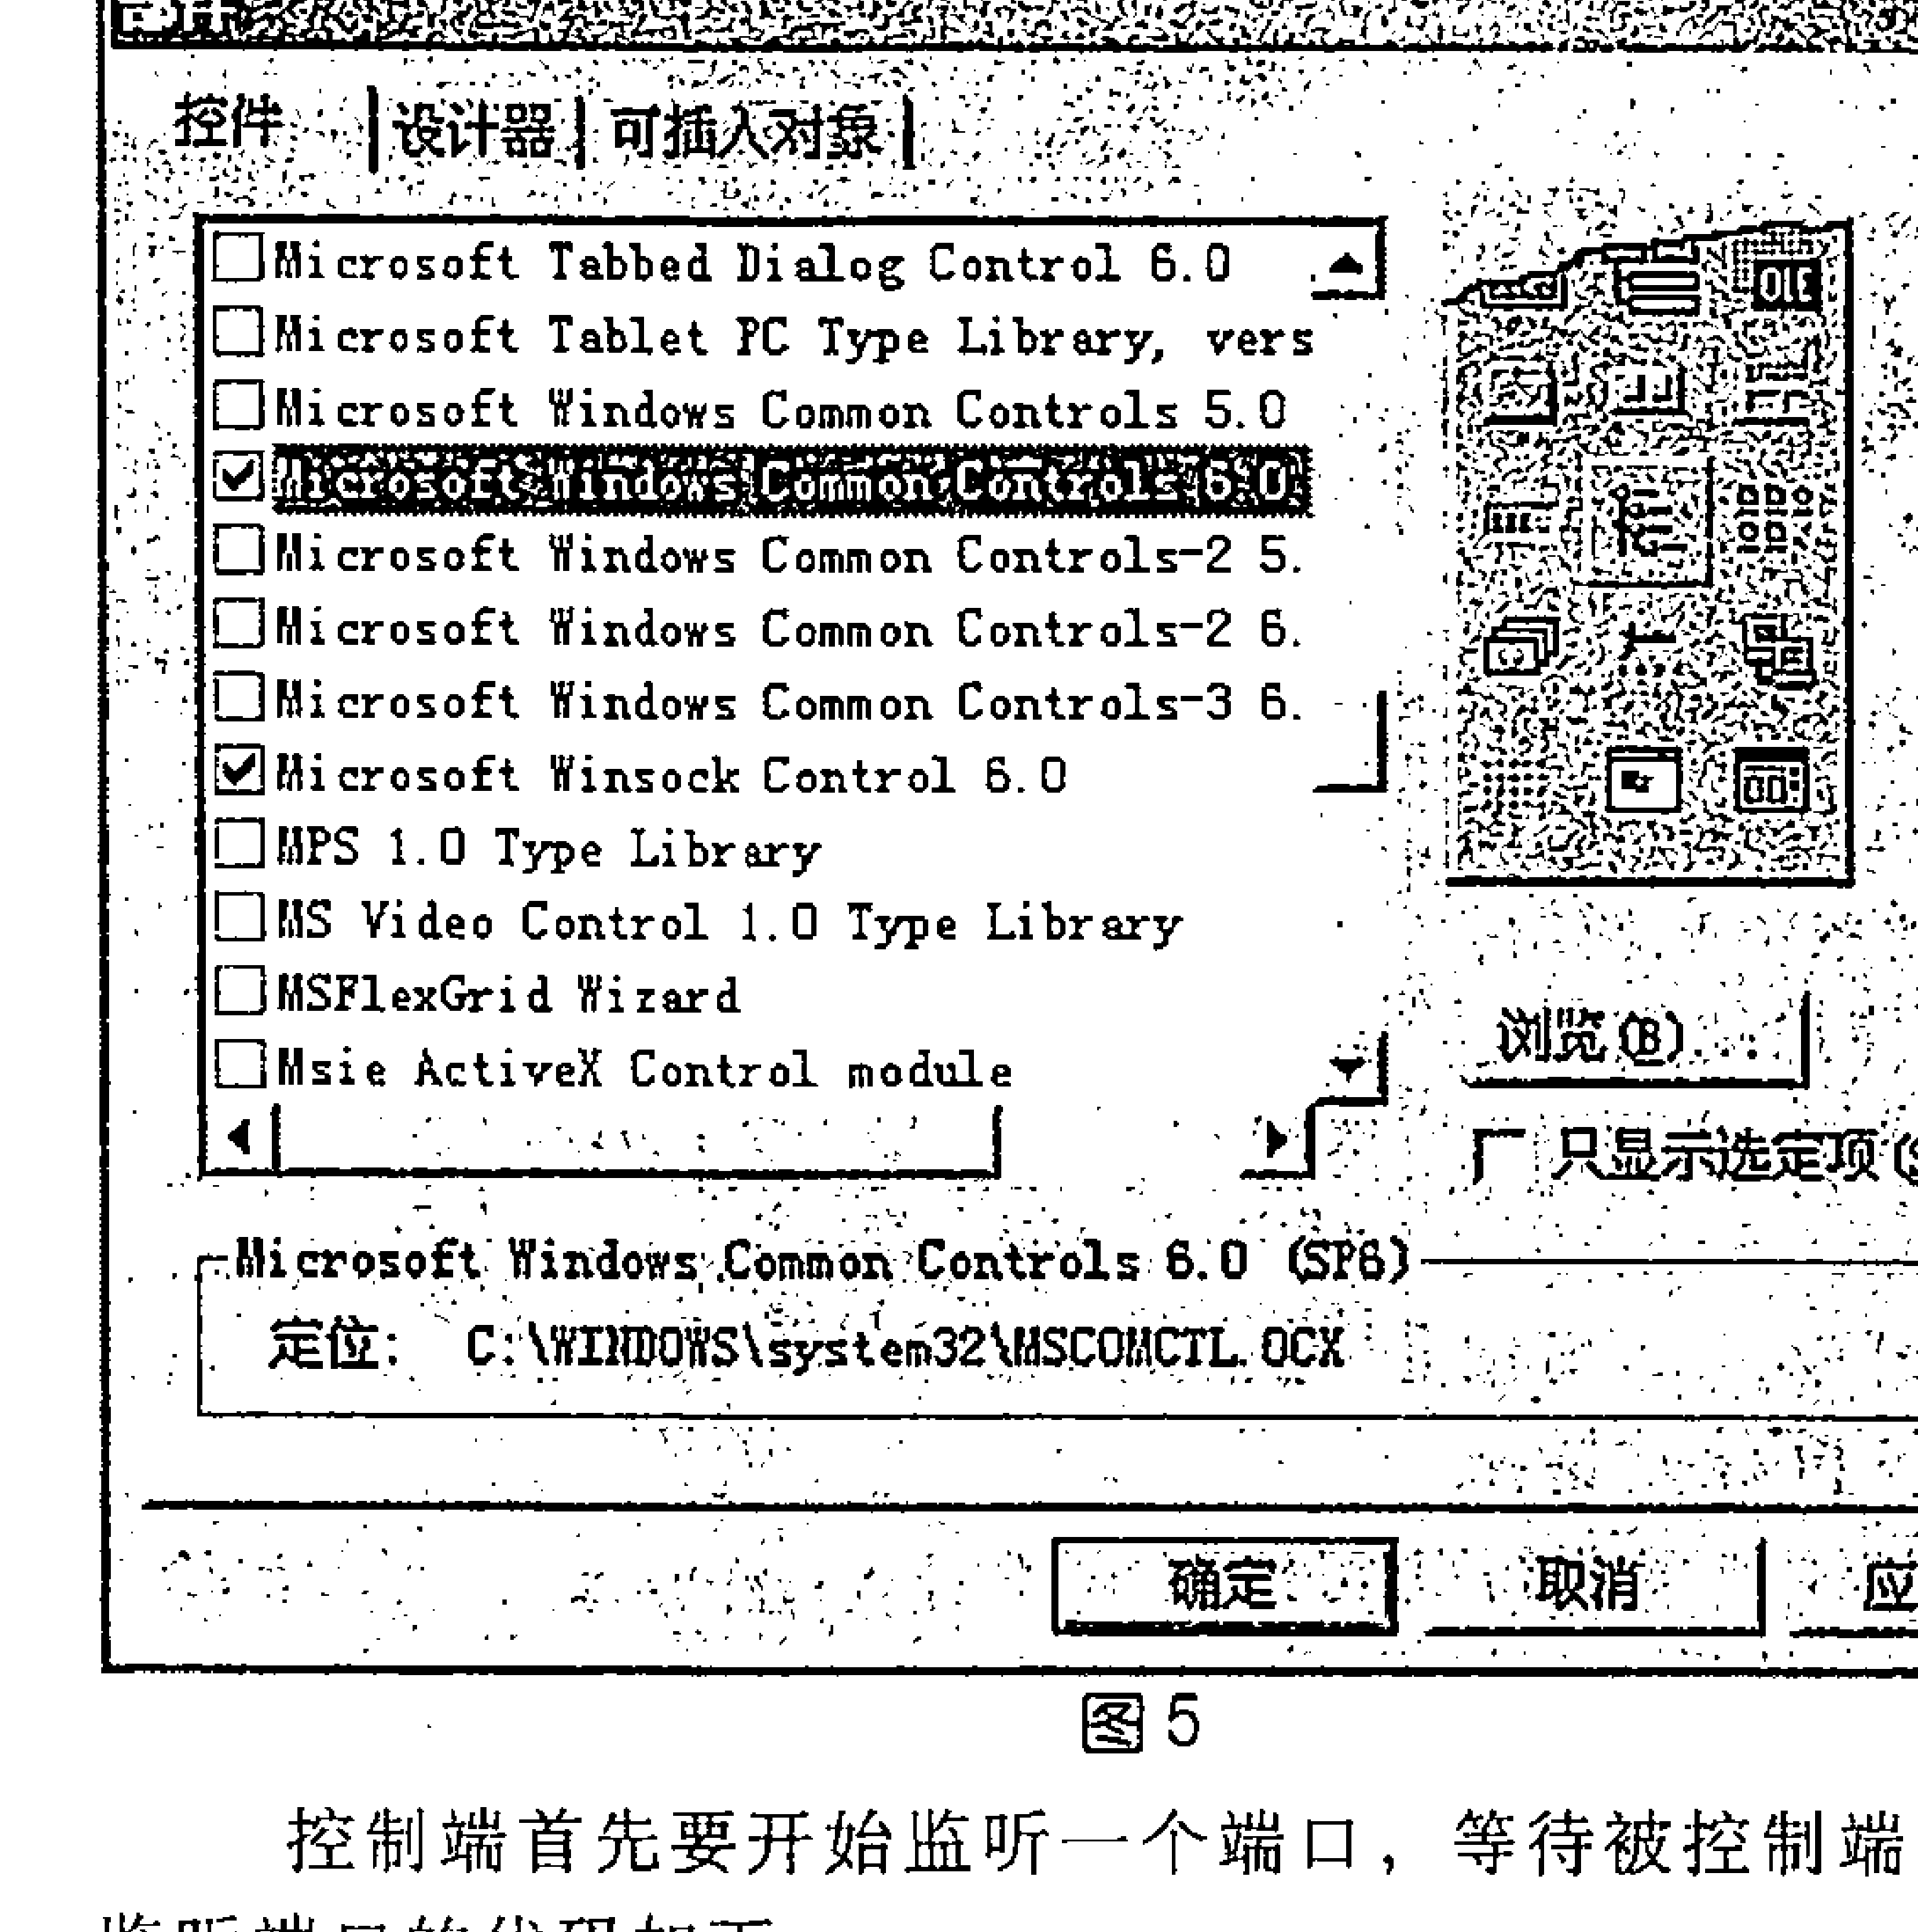 控件 设计器 可插入对象
Microsoft Tabbed Dialog Control 6.0
Microsoft Tablet PC Type Library, vers
Microsoft Windows Common Controls 5.0
Microsoft Windows Common Controls 6.0
Microsoft Windows Common Controls-2 5.
Microsoft Windows Common Controls-2 6.
Microsoft Windows Common Controls-3 6.
Microsoft Winsock Control 6.0
MPS 1.0 Type Library
MS Video Control 1.0 Type Library
MSFlexGrid Wizard
Msie ActiveX Control module
浏览(B)
只显示选定项(S
Microsoft Windows Common Controls 6.0 (SP6)
定位: C:\WINDOWS\system32\MSCOMCTL.OCX
确定 取消 应
图 5
控制端首先要开始监听一个端口，等待被控制端